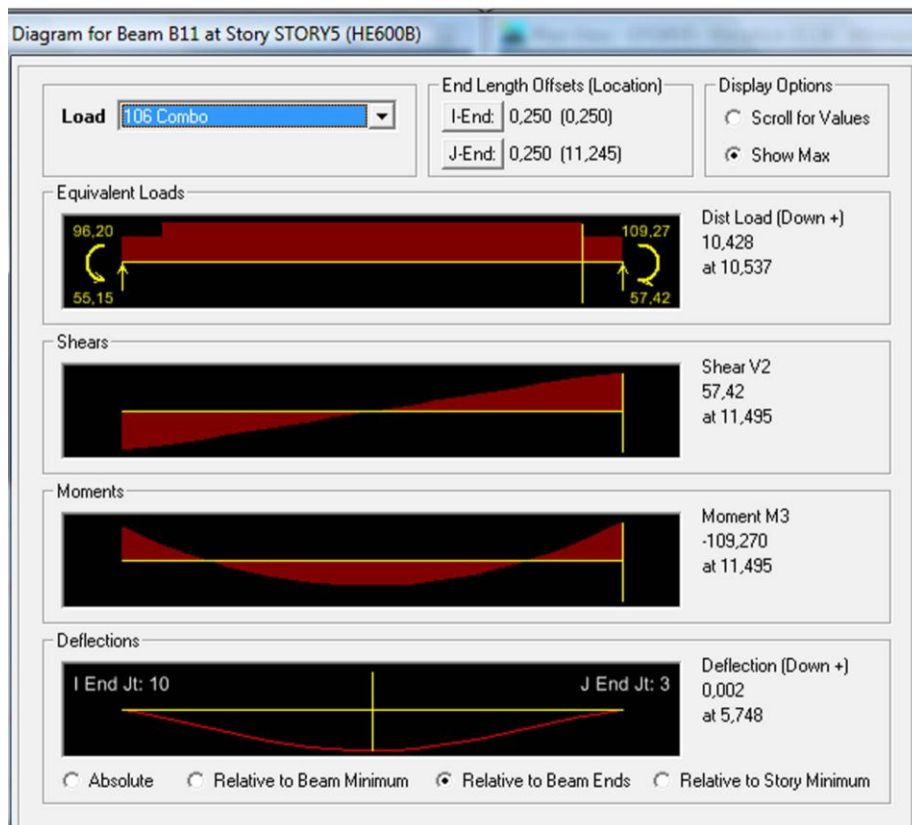 Diagram for Beam B11 at Story STORY5 (HE600B)
Load 106 Combo
End Length Offsets (Location)
I-End: 0,250 (0,250)
J-End: 0,250 (11,245)
Display Options
Scroll for Values
Show Max
Equivalent Loads
96,20 109,27
55,15 57,42
Dist Load (Down +)
10,428
at 10,537
Shears
Shear V2
57,42
at 11,495
Moments
Moment M3
-109,270
at 11,495
Deflections
I End Jt: 10 J End Jt: 3
Deflection (Down +)
0,002
at 5,748
Absolute Relative to Beam Minimum Relative to Beam Ends Relative to Story Minimum